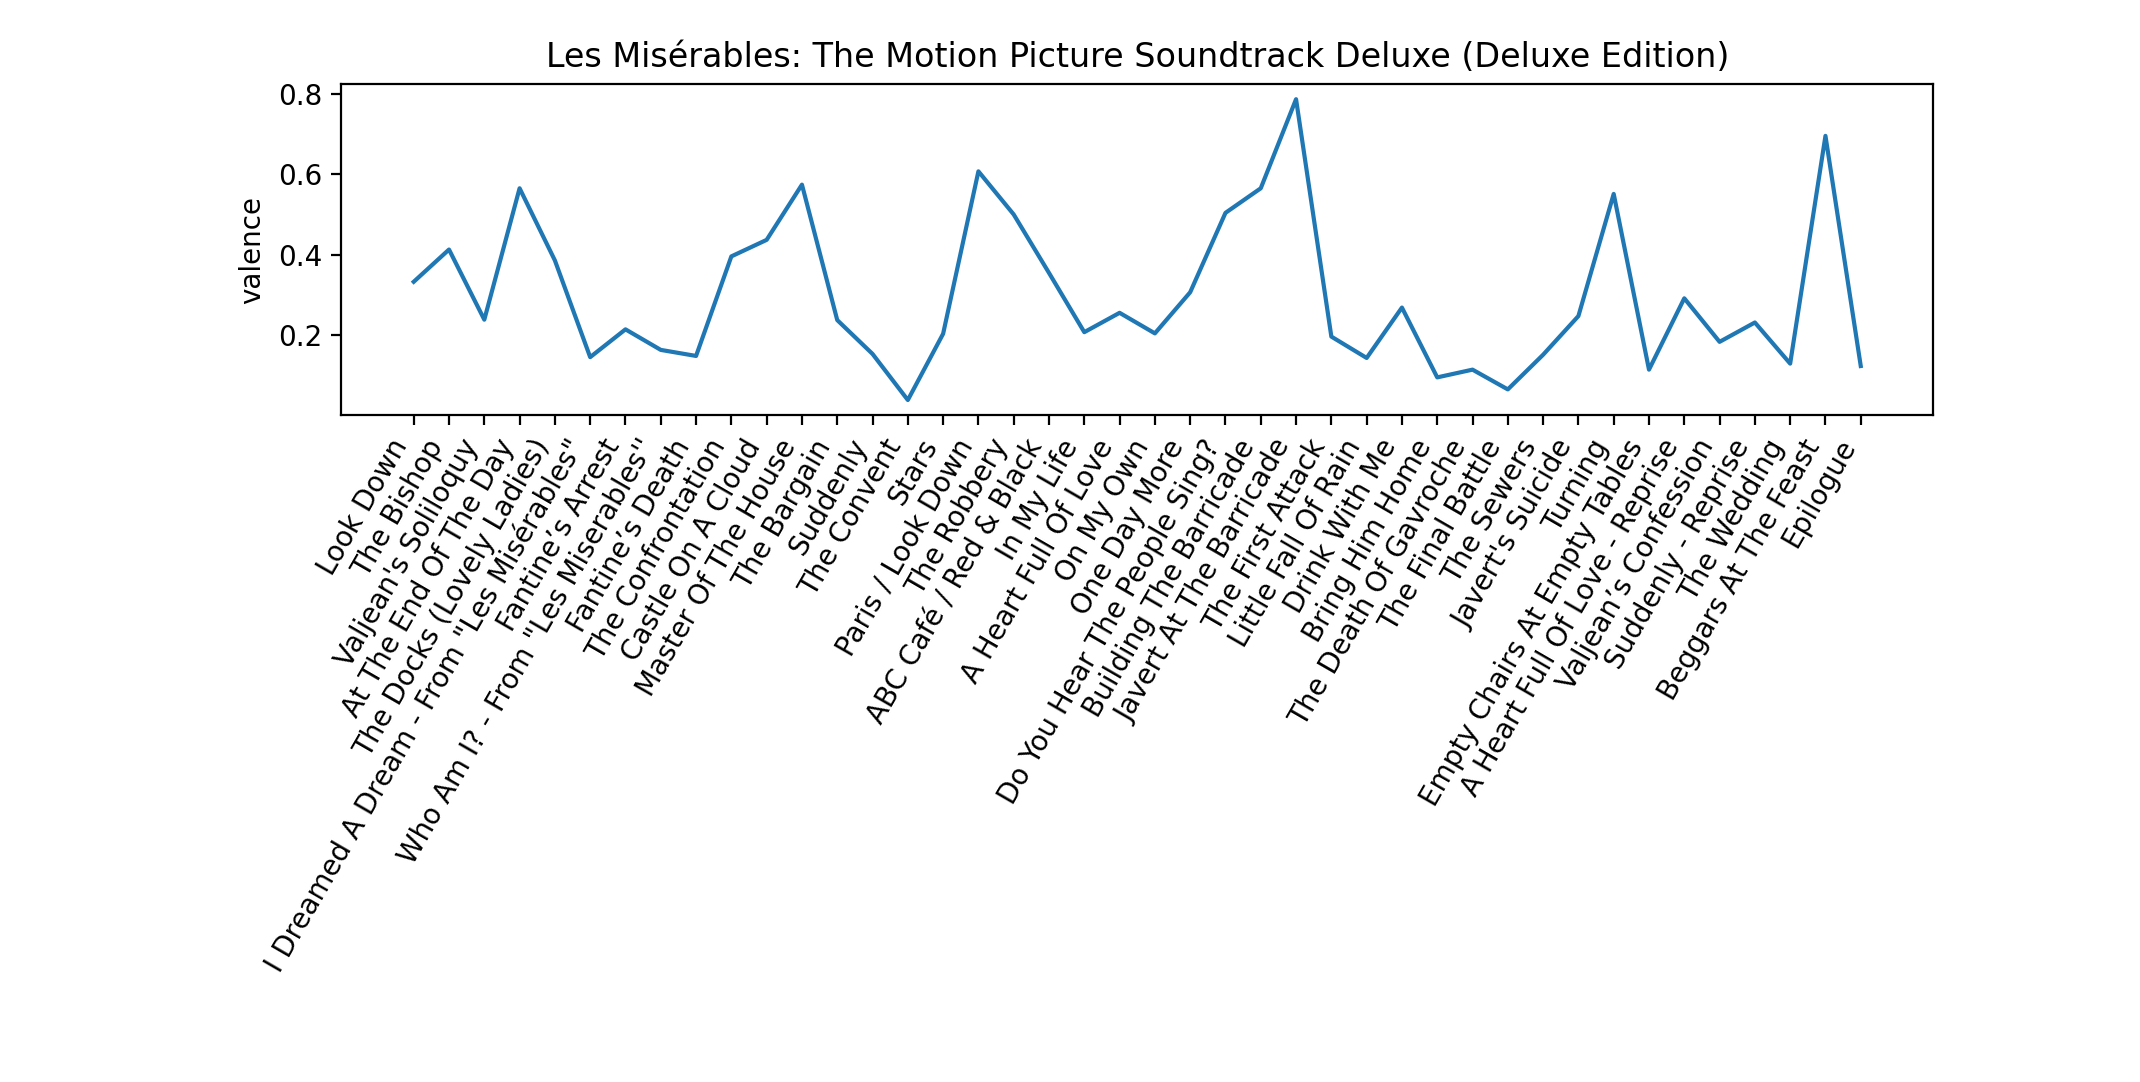 Les Misérables: The Motion Picture Soundtrack Deluxe (Deluxe Edition)
valence
0.8
0.6
0.4
0.2
Look Down
The Bishop
Valjean's Soliloquy
At The End Of The Day
The Docks (Lovely Ladies)
I Dreamed A Dream - From "Les Misérables"
Fantine’s Arrest
Who Am I? - From "Les Miserables''
Fantine’s Death
The Confrontation
Castle On A Cloud
Master Of The House
The Bargain
Suddenly
The Convent
Stars
Paris / Look Down
The Robbery
ABC Café / Red & Black
In My Life
A Heart Full Of Love
On My Own
One Day More
Do You Hear The People Sing?
Building The Barricade
Javert At The Barricade
The First Attack
Little Fall Of Rain
Drink With Me
Bring Him Home
The Death Of Gavroche
The Final Battle
The Sewers
Javert's Suicide
Turning
Empty Chairs At Empty Tables
A Heart Full Of Love - Reprise
Valjean’s Confession
Suddenly - Reprise
The Wedding
Beggars At The Feast
Epilogue